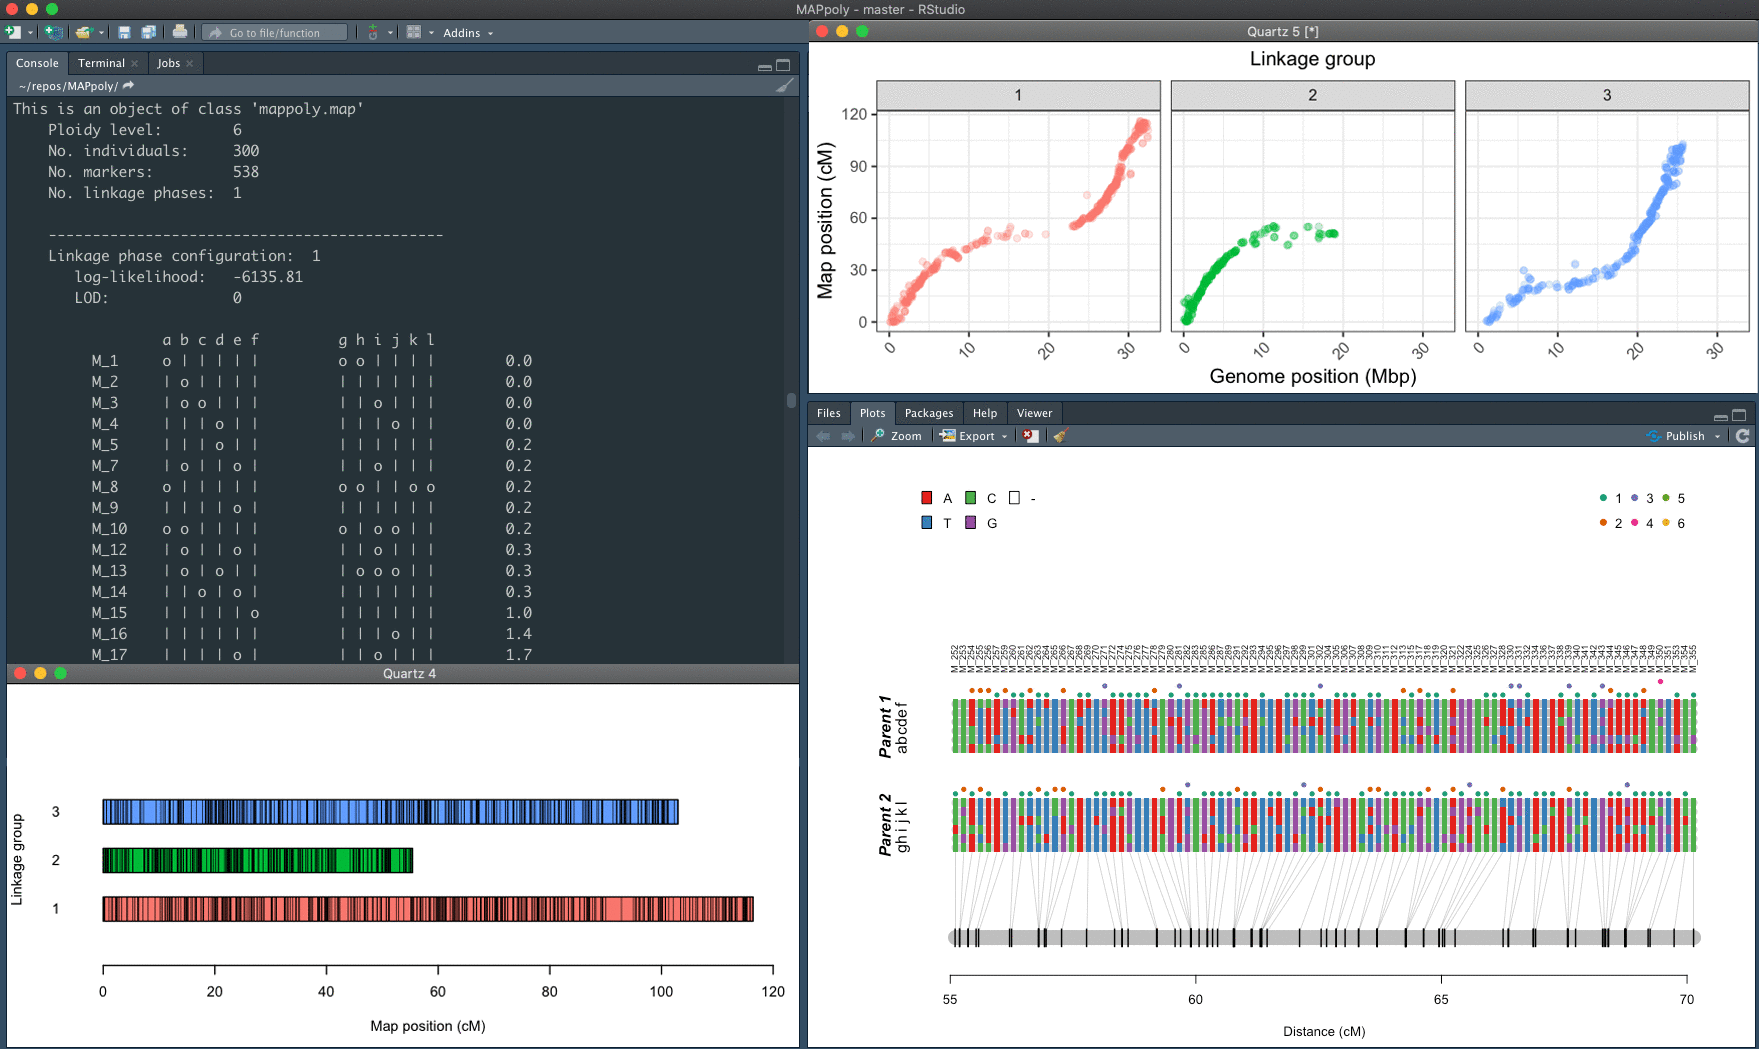 MAPpoly - master - RStudio
Go to file/function
Addins
Console Terminal Jobs
~/repos/MAPpoly/
This is an object of class 'mappoly.map'
Ploidy level: 6
No. individuals: 300
No. markers: 538
No. linkage phases: 1
---------------------------------------------
Linkage phase configuration: 1
log-likelihood: -6135.81
LOD: 0
a b c d e f g h i j k l
M_1 o | | | | | o o | | | | 0.0
M_2 | o | | | | | | | | | | 0.0
M_3 | o o | | | | | o | | | 0.0
M_4 | | | o | | | | | o | | 0.0
M_5 | | | o | | | | | | | | 0.2
M_7 | o | | o | | | o | | | 0.2
M_8 o | | | | | o o | | o o 0.2
M_9 | | | | o | | | | | | | 0.2
M_10 o o | | | | o | o o | | 0.2
M_12 | o | | o | | | o | | | 0.3
M_13 | o | o | | | o o o | | 0.3
M_14 | | o | o | | | | | | | 0.3
M_15 | | | | | o | | | | | | 1.0
M_16 | | | | | | | | | o | | 1.4
M_17 | | | | o | | | o | | | 1.7
Quartz 4
Linkage group
3
2
1
0 20 40 60 80 100 120
Map position (cM)
Quartz 5 [*]
Linkage group
1 2 3
Map position (cM)
120
90
60
30
0
0 10 20 30 0 10 20 30 0 10 20 30
Genome position (Mbp)
Files Plots Packages Help Viewer
Zoom Export Publish
A C -
T G
1 3 5
2 4 6
Parent 1
a b c d e f
Parent 2
g h i j k l
55 60 65 70
Distance (cM)